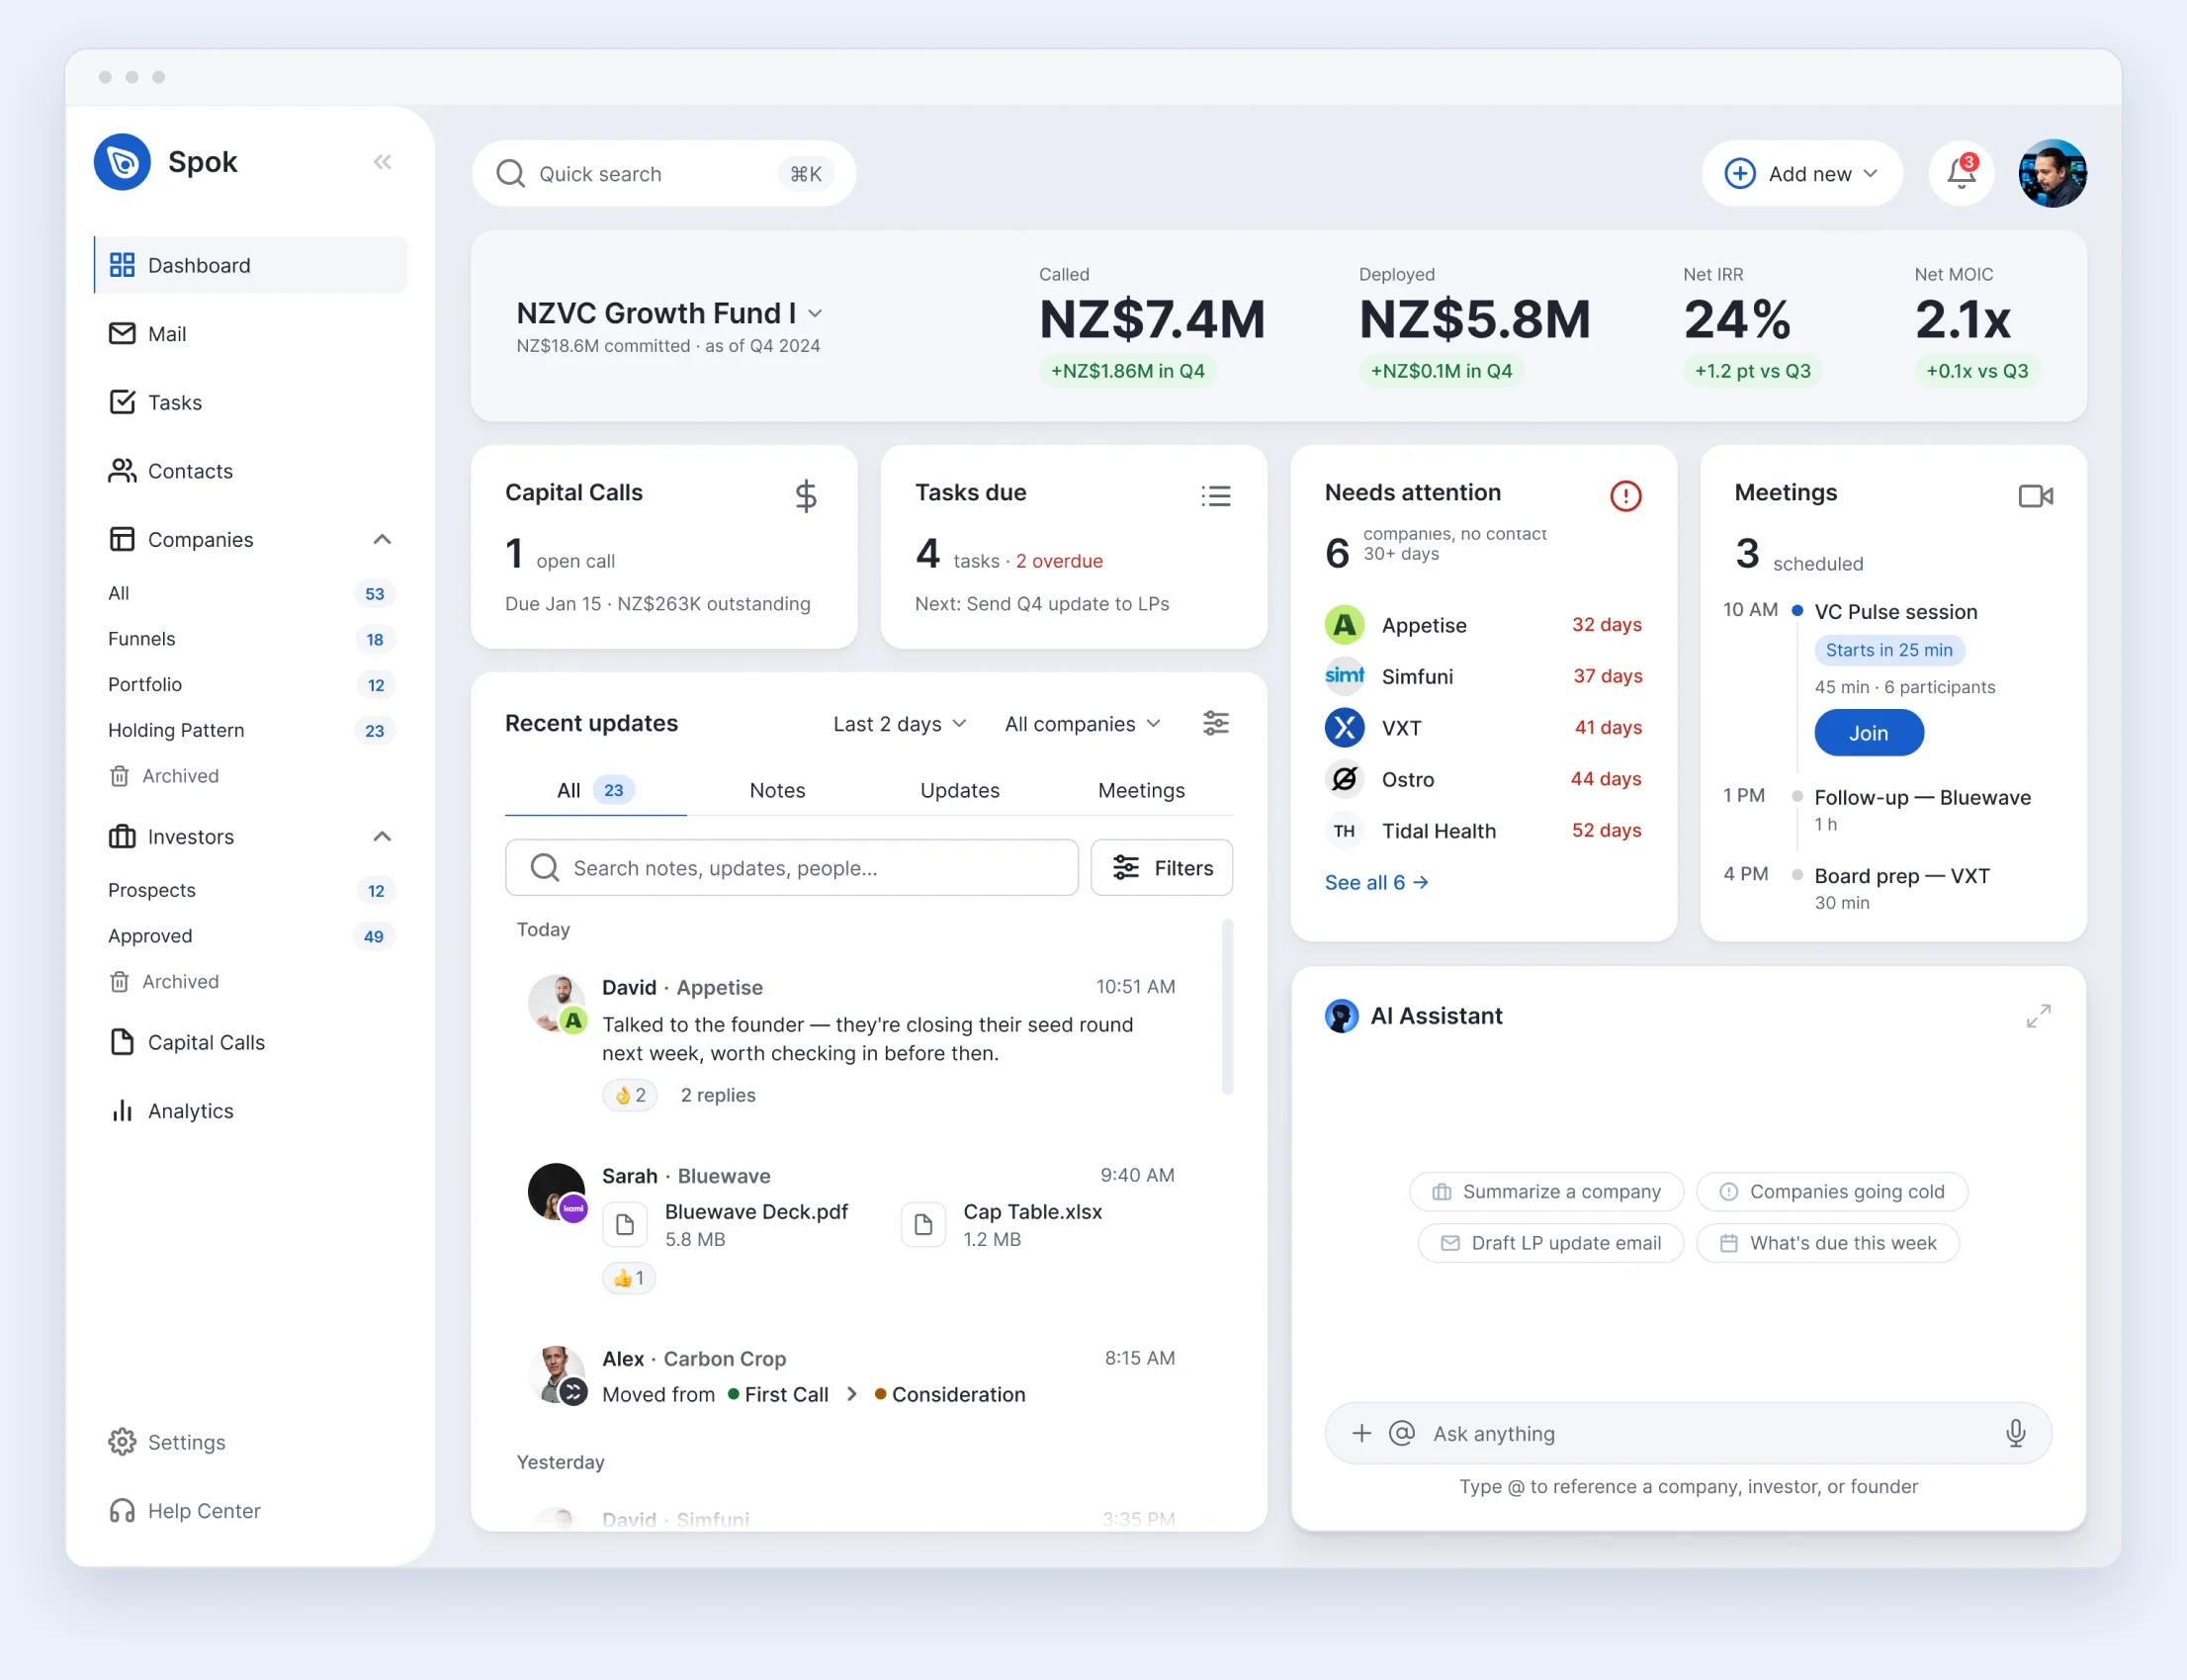 Spok
Dashboard
Mail
Tasks
Contacts
Companies
All 53
Funnels 18
Portfolio 12
Holding Pattern 23
Archived
Investors
Prospects 12
Approved 49
Archived
Capital Calls
Analytics
Settings
Help Center
Quick search ⌘K
Add new
3
NZVC Growth Fund I
NZ$18.6M committed · as of Q4 2024
Called
NZ$7.4M
+NZ$1.86M in Q4
Deployed
NZ$5.8M
+NZ$0.1M in Q4
Net IRR
24%
+1.2 pt vs Q3
Net MOIC
2.1x
+0.1x vs Q3
Capital Calls
1 open call
Due Jan 15 · NZ$263K outstanding
Tasks due
4 tasks · 2 overdue
Next: Send Q4 update to LPs
Needs attention
6 companies, no contact
30+ days
A Appetise 32 days
simf Simfuni 37 days
X VXT 41 days
Ostro 44 days
TH Tidal Health 52 days
See all 6 →
Meetings
3 scheduled
10 AM VC Pulse session
Starts in 25 min
45 min · 6 participants
Join
1 PM Follow-up — Bluewave
1 h
4 PM Board prep — VXT
30 min
Recent updates
Last 2 days
All companies
All 23
Notes
Updates
Meetings
Search notes, updates, people...
Filters
Today
David · Appetise 10:51 AM
A
Talked to the founder — they're closing their seed round
next week, worth checking in before then.
👌 2 2 replies
Sarah · Bluewave 9:40 AM
kami
Bluewave Deck.pdf
5.8 MB
Cap Table.xlsx
1.2 MB
👍 1
Alex · Carbon Crop 8:15 AM
Moved from First Call > Consideration
Yesterday
David · Simfuni 3:35 PM
AI Assistant
Summarize a company
Companies going cold
Draft LP update email
What's due this week
+ @ Ask anything
Type @ to reference a company, investor, or founder